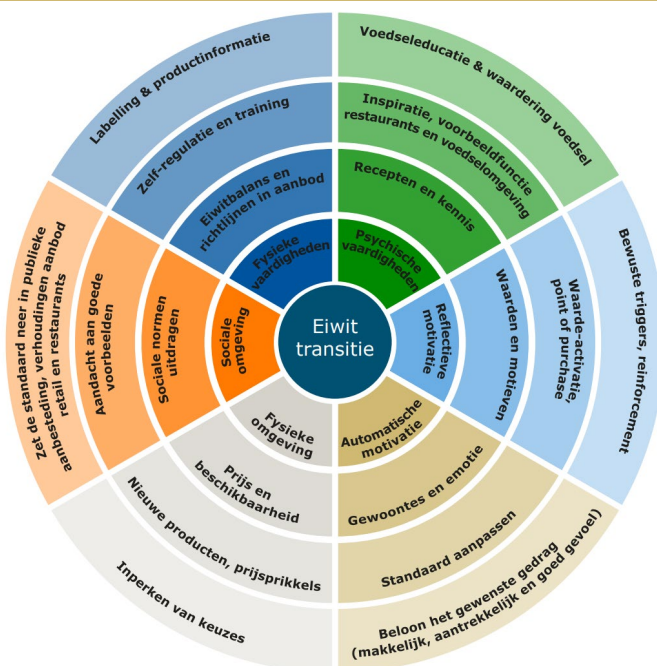 Eiwit
transitie
Psychische
vaardigheden
Recepten en kennis
Inspiratie, voorbeeldfunctie
restaurants en voedselomgeving
Voedseleducatie & waardering voedsel
Reflectieve
motivatie
Waarden en motieven
Waarde-activatie,
point of purchase
Bewuste triggers, reinforcement
Automatische
motivatie
Gewoontes en emotie
Standaard aanpassen
Beloon het gewenste gedrag
(makkelijk, aantrekkelijk en goed gevoel)
Fysieke
omgeving
Prijs en
beschikbaarheid
Nieuwe producten, prijsprikkels
Inperken van keuzes
Sociale
omgeving
Sociale normen
uitdragen
Aandacht aan goede
voorbeelden
Zet de standaard neer in publieke
aanbesteding, verhoudingen aanbod
retail en restaurants
Fysieke
vaardigheden
Eiwitbalans en
richtlijnen in aanbod
Zelf-regulatie en training
Labelling & productinformatie